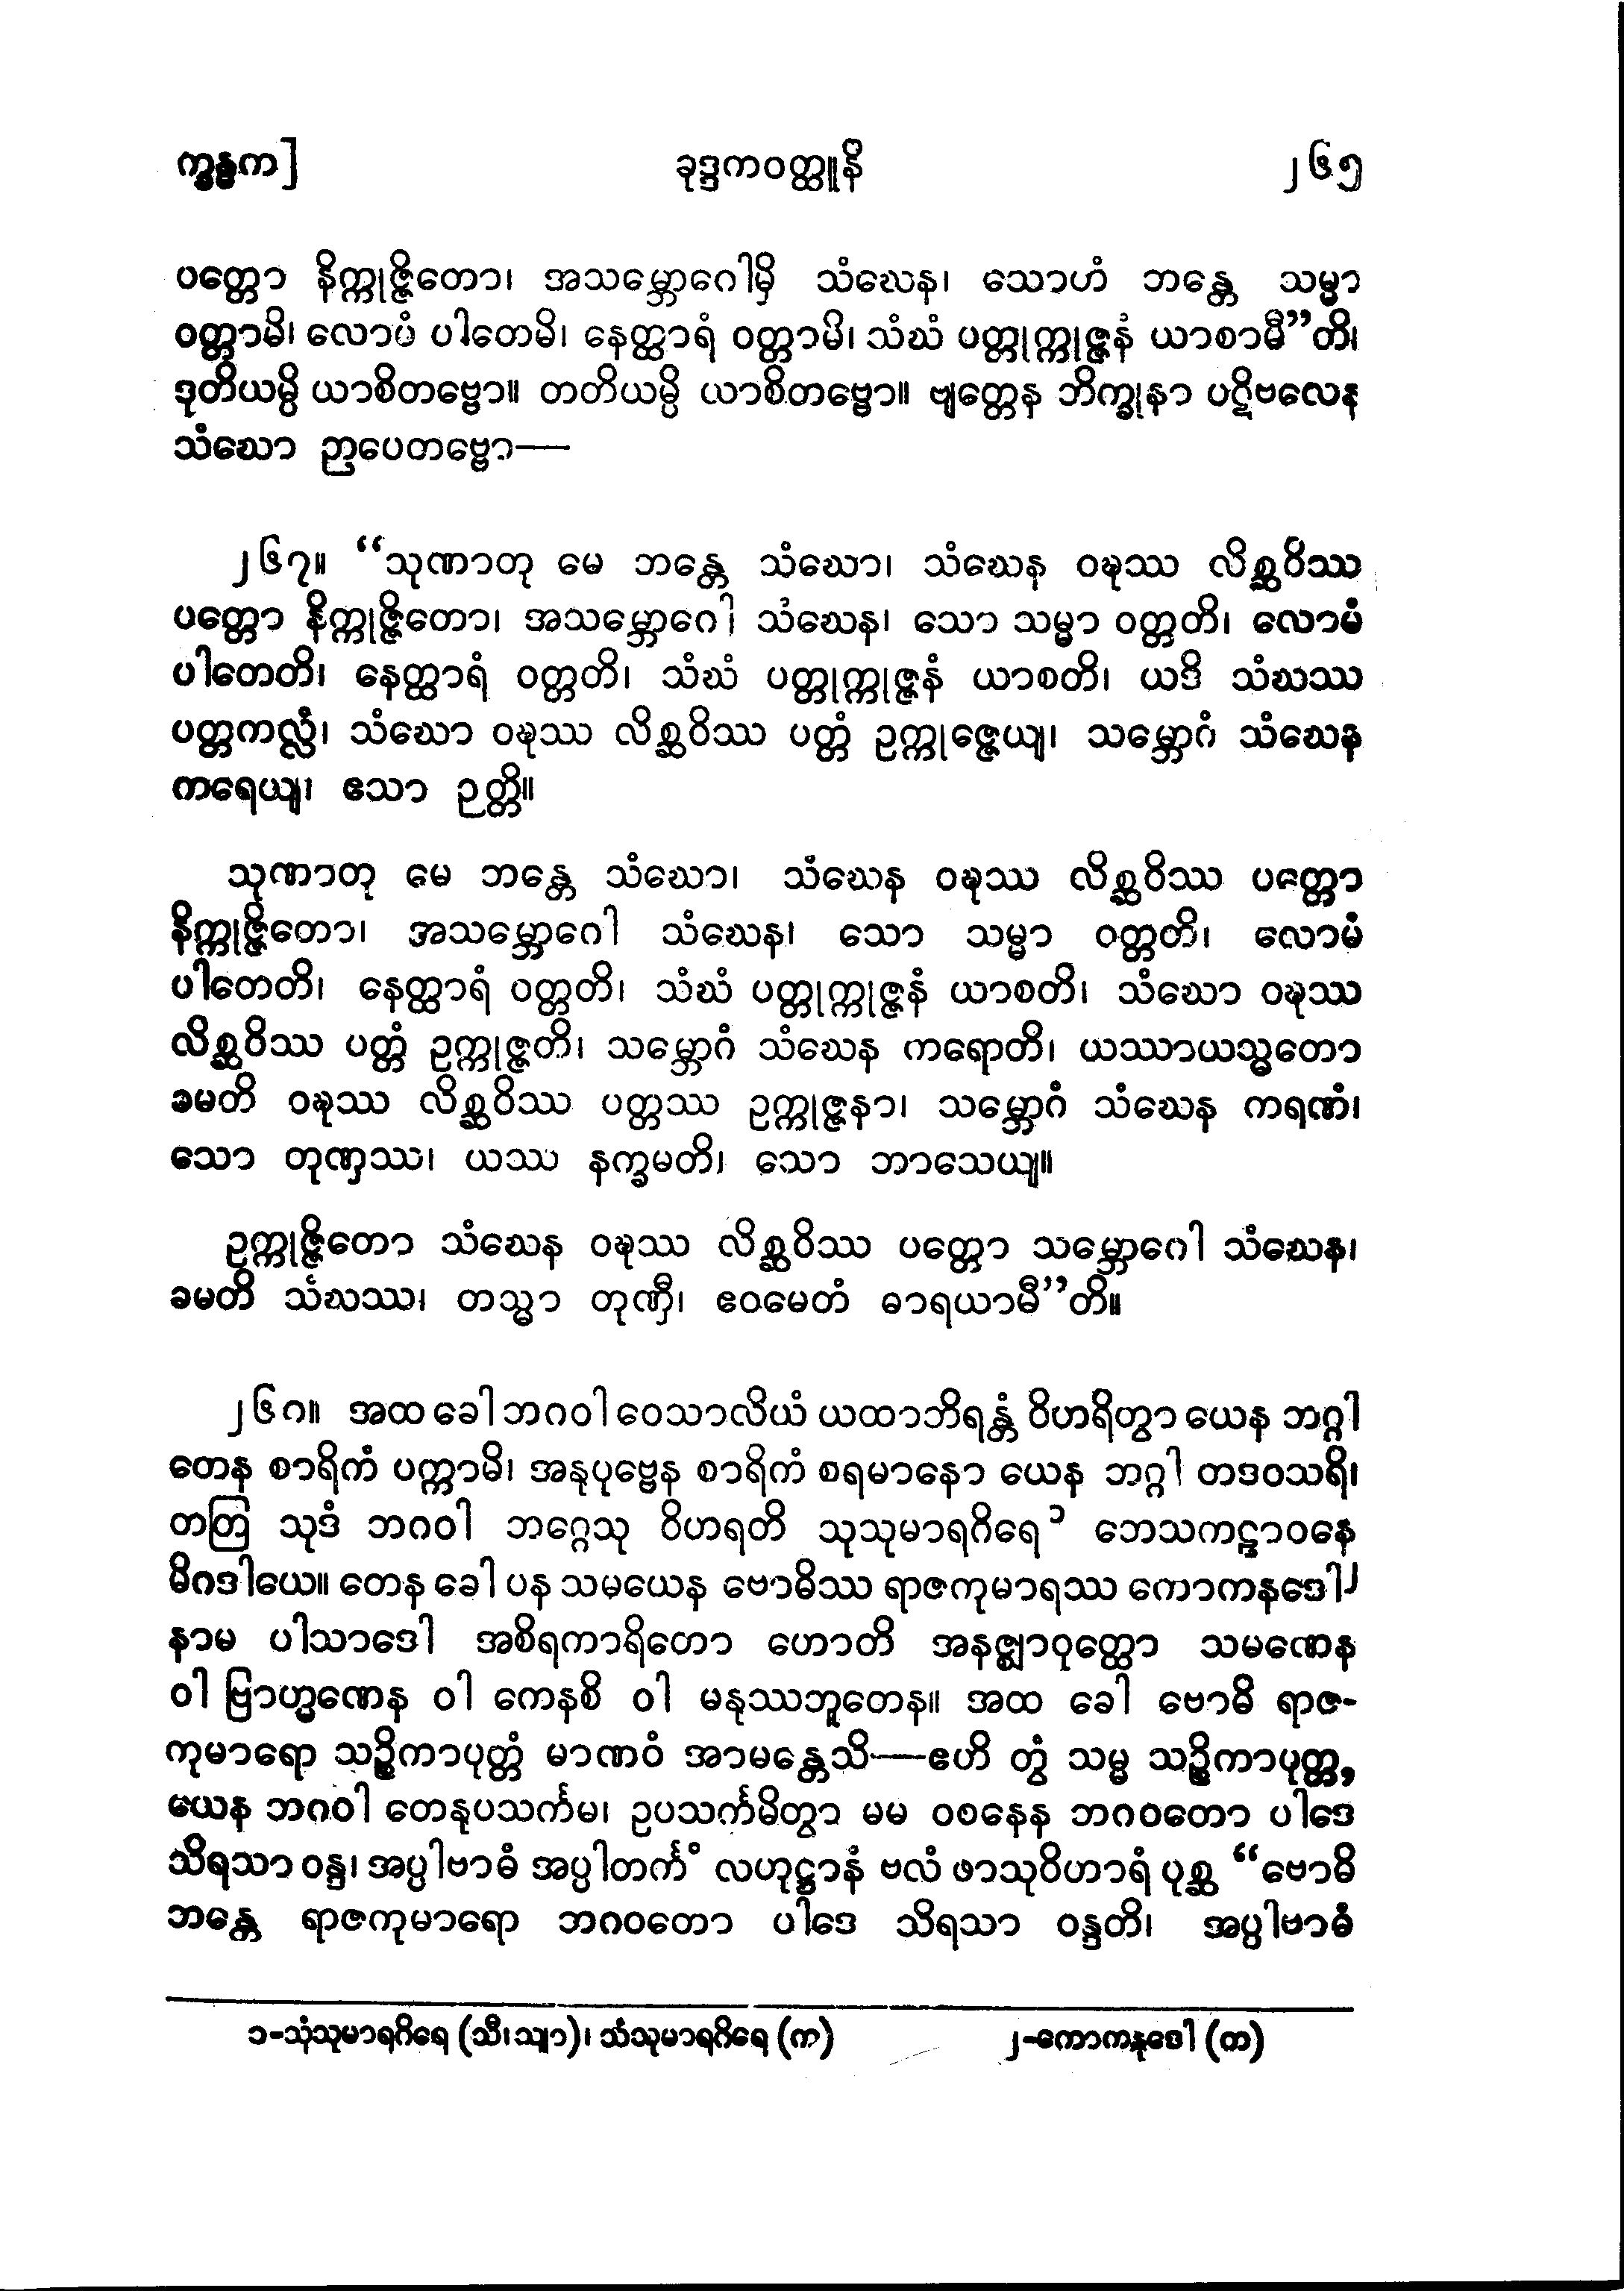 က္ခန္ဓက]
ခုဒ္ဒကဝတ္ထူနိ
၂၆၅
ပတ္တော နိက္ကုဇ္ဇိတော၊ အသမ္ဘောဂေါမှိ သံဃေန၊ သောဟံ ဘန္တေ သမ္မာ
ဝတ္တာမိ၊ လောမံ ပါတေမိ၊ နေတ္ထာရံ ဝတ္တာမိ၊ သံဃံ ပတ္တုက္ကုဇ္ဇနံ ယာစာမီ”တိ၊
ဒုတိယမ္ပိ ယာစိတဗ္ဗော။ တတိယမ္ပိ ယာစိတဗ္ဗော။ ဗျတ္တေန ဘိက္ခုနာ ပဋိဗလေန
သံဃော ဉာပေတဗ္ဗော—
၂၆၇။ “သုဏာတု မေ ဘန္တေ သံဃော၊ သံဃေန ဝဍ္ဎဿ လိစ္ဆဝိဿ
ပတ္တော နိက္ကုဇ္ဇိတော၊ အသမ္ဘောဂေါ သံဃေန၊ သော သမ္မာ ဝတ္တတိ၊ လောမံ
ပါတေတိ၊ နေတ္ထာရံ ဝတ္တတိ၊ သံဃံ ပတ္တုက္ကုဇ္ဇနံ ယာစတိ၊ ယဒိ သံဃဿ
ပတ္တကလ္လံ၊ သံဃော ဝဍ္ဎဿ လိစ္ဆဝိဿ ပတ္တံ ဥက္ကုဇ္ဇေယျ၊ သမ္ဘောဂံ သံဃေန
ကရေယျ၊ ဧသာ ဉတ္တိ။
သုဏာတု မေ ဘန္တေ သံဃော၊ သံဃေန ဝဍ္ဎဿ လိစ္ဆဝိဿ ပတ္တော
နိက္ကုဇ္ဇိတော၊ အသမ္ဘောဂေါ သံဃေန၊ သော သမ္မာ ဝတ္တတိ၊ လောမံ
ပါတေတိ၊ နေတ္ထာရံ ဝတ္တတိ၊ သံဃံ ပတ္တုက္ကုဇ္ဇနံ ယာစတိ၊ သံဃော ဝဍ္ဎဿ
လိစ္ဆဝိဿ ပတ္တံ ဥက္ကုဇ္ဇတိ၊ သမ္ဘောဂံ သံဃေန ကရောတိ၊ ယဿာယသ္မတော
ခမတိ ဝဍ္ဎဿ လိစ္ဆဝိဿ ပတ္တဿ ဥက္ကုဇ္ဇနာ၊ သမ္ဘောဂံ သံဃေန ကရဏံ၊
သော တုဏှဿ၊ ယဿ နက္ခမတိ၊ သော ဘာသေယျ။
ဥက္ကုဇ္ဇိတော သံဃေန ဝဍ္ဎဿ လိစ္ဆဝိဿ ပတ္တော သမ္ဘောဂေါ သံဃေန၊
ခမတိ သံဃဿ၊ တသ္မာ တုဏှီ၊ ဧဝမေတံ ဓာရယာမီ”တိ။
၂၆၈။ အထ ခေါ ဘဂဝါ ဝေသာလိယံ ယထာဘိရန္တံ ဝိဟရိတွာ ယေန ဘဂ္ဂါ
တေန စာရိကံ ပက္ကာမိ၊ အနုပုဗ္ဗေန စာရိကံ စရမာနော ယေန ဘဂ္ဂါ တဒဝသရိ၊
တတြ သုဒံ ဘဂဝါ ဘဂ္ဂေသု ဝိဟရတိ သုသုမာရဂိရေ ၁ ဘေသကဠာဝနေ
မိဂဒါယေ။ တေန ခေါ ပန သမယေန ဗောဓိဿ ရာဇကုမာရဿ ကောကနဒေါ ၂
နာမ ပါသာဒေါ အစိရကာရိတော ဟောတိ အနဇ္ဈာဝုတ္ထော သမဏေန
ဝါ ဗြာဟ္မဏေန ဝါ ကေနစိ ဝါ မနုဿဘူတေန။ အထ ခေါ ဗောဓိ ရာဇ-
ကုမာရော သဉ္ဇိကာပုတ္တံ မာဏဝံ အာမန္တေသိ—ဧဟိ တွံ သမ္မ သဉ္ဇိကာပုတ္တ,
ယေန ဘဂဝါ တေနုပသင်္ကမ၊ ဥပသင်္ကမိတွာ မမ ဝစနေန ဘဂဝတော ပါဒေ
သိရသာ ဝန္ဒ၊ အပ္ပါဗာဓံ အပ္ပါတင်္ကံ လဟုဋ္ဌာနံ ဗလံ ဖာသုဝိဟာရံ ပုစ္ဆ “ဗောဓိ
ဘန္တေ ရာဇကုမာရော ဘဂဝတော ပါဒေ သိရသာ ဝန္ဒတိ၊ အပ္ပါဗာဓံ
၁-သုံသုမာရဂိရေ (သီ၊သျာ)၊ သံသုမာရဂိရေ (က)
၂-ကောကနုဒေါ (က)